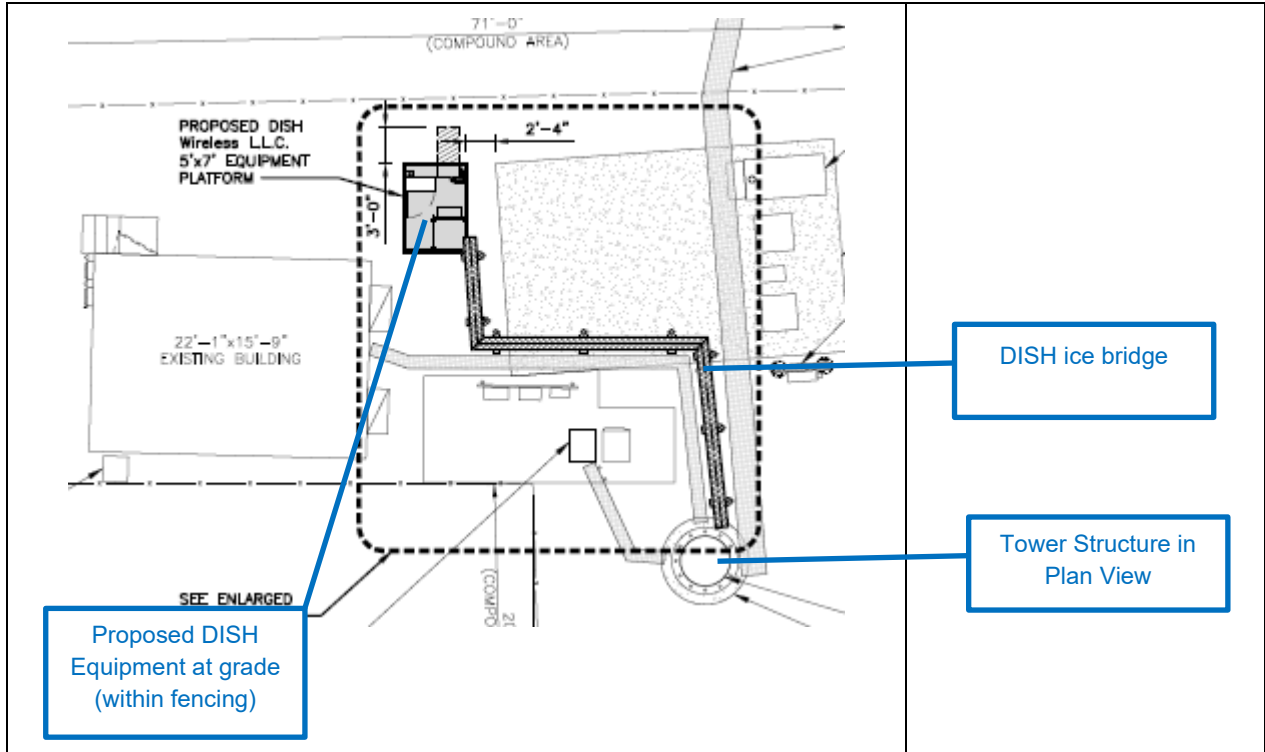 71'-0"
(COMPOUND AREA)
PROPOSED DISH
Wireless L.L.C.
5'x7' EQUIPMENT
PLATFORM
2'-4"
3'-0"
22'-1"x15'-9"
EXISTING BUILDING
DISH ice bridge
Tower Structure in
Plan View
SEE ENLARGED
(COMPO
Proposed DISH
Equipment at grade
(within fencing)